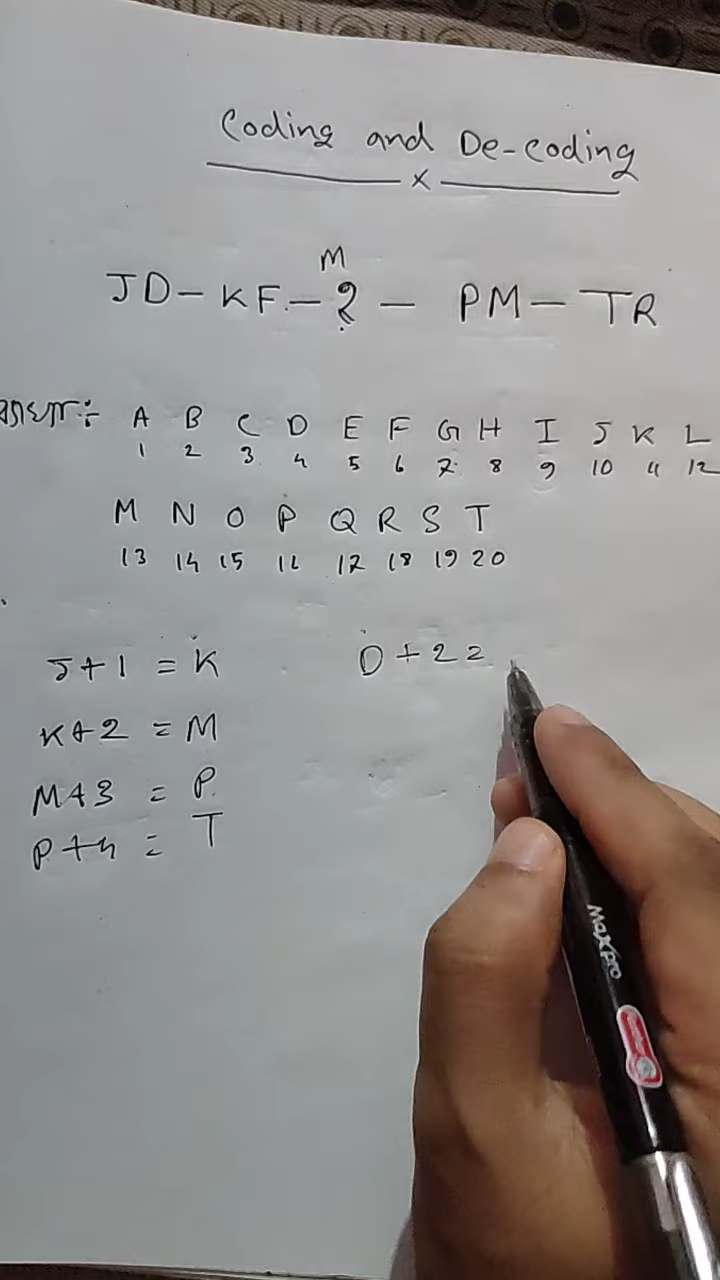 Coding and De-coding
x
M
JD - KF - ? - PM - TR
A B C D E F G H I J K L
1 2 3 4 5 6 7 8 9 10 11 12
M N O P Q R S T
13 14 15 16 17 18 19 20
J+1 = K D+2=
K+2 = M
M+3 = P
P+4 = T
Maxpro